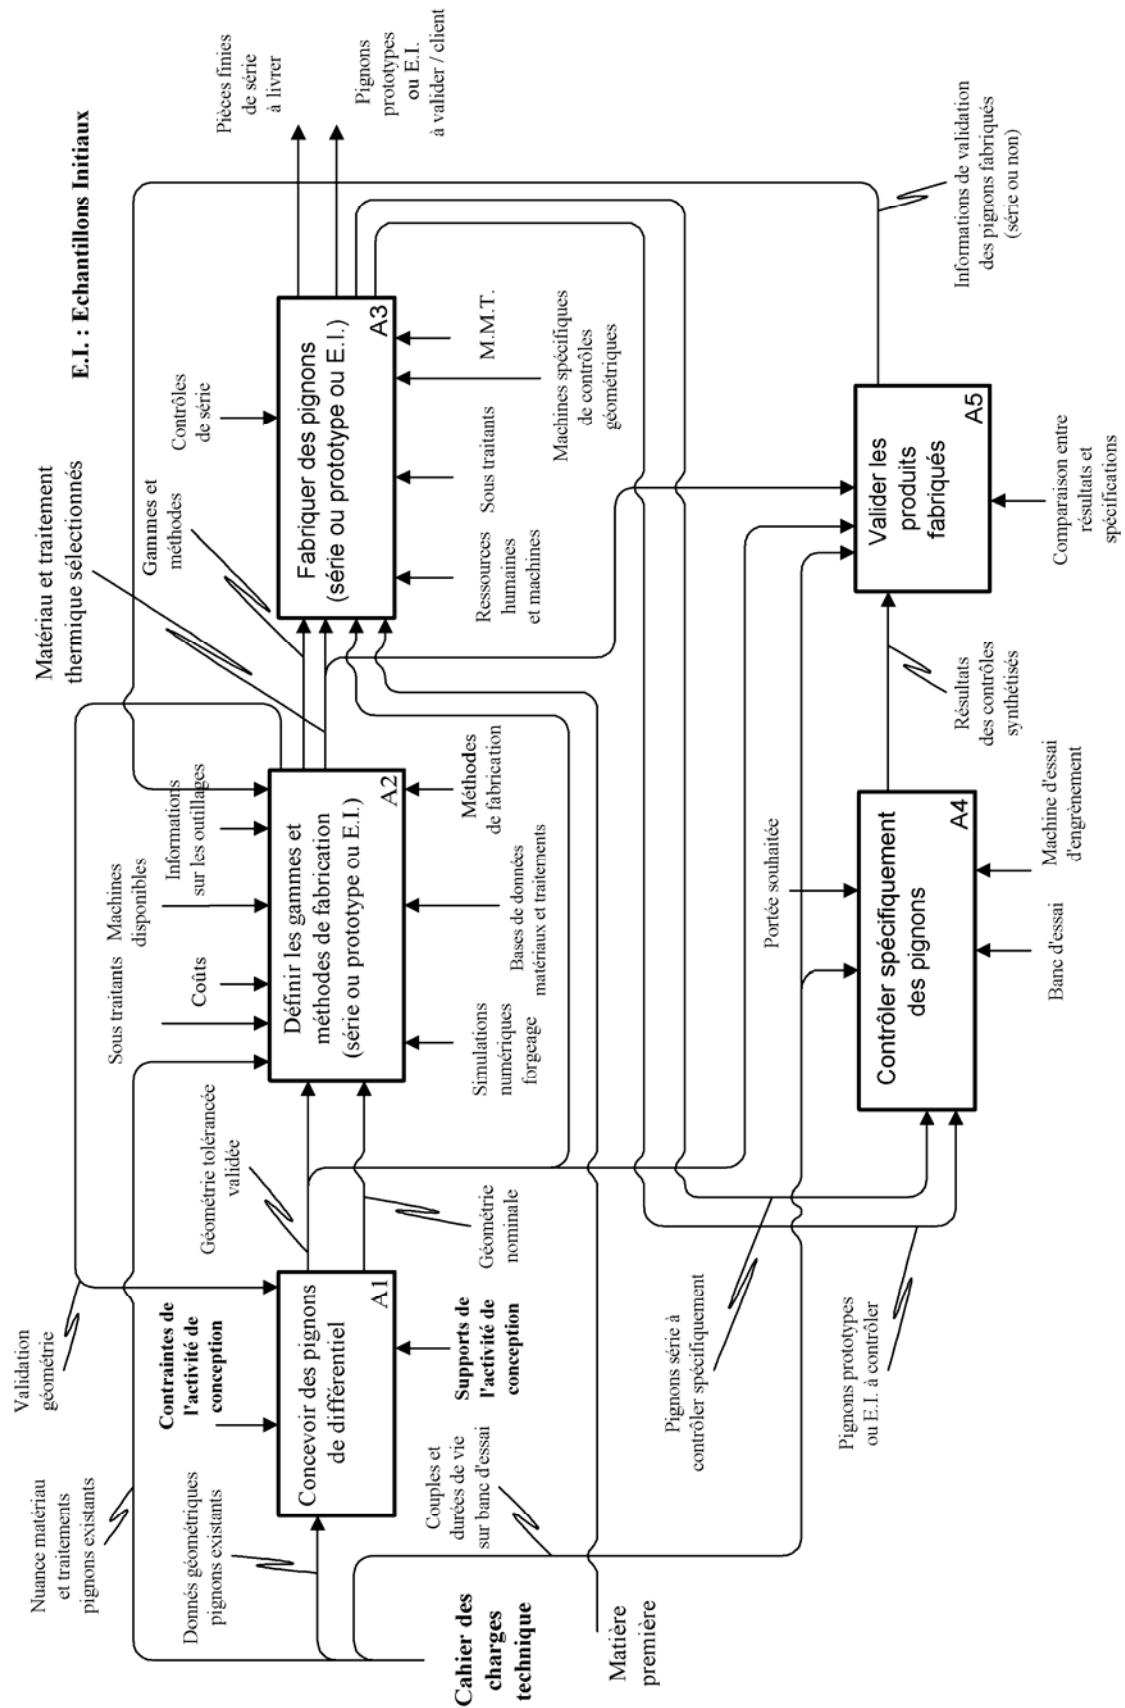 E.I. : Echantillons Initiaux
Pièces finies
de série
à livrer
Pignons
prototypes
ou E.I.
à valider / client
Matériau et traitement
thermique sélectionnés
Gammes et
méthodes
Contrôles
de série
Fabriquer des pignons
(série ou prototype ou E.I.)
A3
Ressources
humaines
et machines
Sous traitants
Machines spécifiques
de contrôles
géométriques
M.M.T.
Sous traitants
Coûts
Machines
disponibles
Informations
sur les outillages
Définir les gammes et
méthodes de fabrication
(série ou prototype ou E.I.)
A2
Simulations
numériques
forgeage
Bases de données
matériaux et traitements
Méthodes
de fabrication
Validation
géométrie
Nuance matériau
et traitements
pignons existants
Donnés géométriques
pignons existants
Contraintes de
l'activité de
conception
Concevoir des pignons
de différentiel
A1
Supports de
l'activité de
conception
Géométrie tolérancée
validée
Géométrie
nominale
Cahier des
charges
technique
Couples et
durées de vie
sur banc d'essai
Matière
première
Pignons série à
contrôler spécifiquement
Pignons prototypes
ou E.I. à contrôler
Portée souhaitée
Contrôler spécifiquement
des pignons
A4
Banc d'essai
Machine d'essai
d'engrènement
Résultats
des contrôles
synthétisés
Valider les
produits
fabriqués
A5
Comparaison entre
résultats et
spécifications
Informations de validation
des pignons fabriqués
(série ou non)